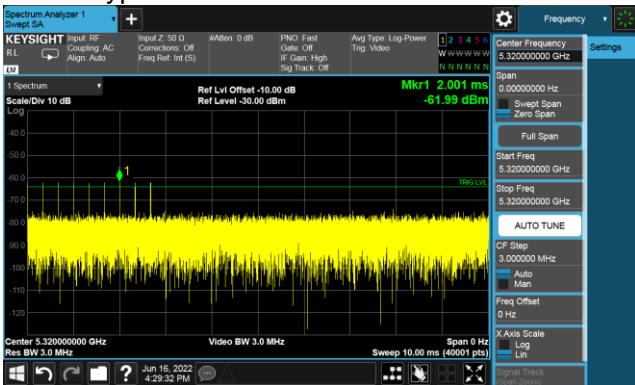 Spectrum Analyzer 1
Swept SA
Frequency
KEYSIGHT
RL
LM
Input: RF
Coupling: AC
Align: Auto
Input Z: 50 Ω
Corrections: Off
Freq Ref: Int (S)
#Atten: 0 dB
PNO: Fast
Gate: Off
IF Gain: High
Sig Track: Off
Avg Type: Log-Power
Trig: Video
1 2 3 4 5 6
W W W W W W
N N N N N N
1 Spectrum
Scale/Div 10 dB
Ref Lvl Offset -10.00 dB
Ref Level -30.00 dBm
Mkr1 2.001 ms
-61.99 dBm
Log
-40.0
-50.0
-60.0
-70.0
-80.0
-90.0
-100
-110
-120
1
TRIG LVL
Center 5.320000000 GHz
Res BW 3.0 MHz
Video BW 3.0 MHz
Span 0 Hz
Sweep 10.00 ms (40001 pts)
Jun 16, 2022
4:29:32 PM
Center Frequency
5.320000000 GHz
Span
0.00000000 Hz
Swept Span
Zero Span
Full Span
Start Freq
5.320000000 GHz
Stop Freq
5.320000000 GHz
AUTO TUNE
CF Step
3.000000 MHz
Auto
Man
Freq Offset
0 Hz
X Axis Scale
Log
Lin
Signal Track
(Span Zoom)
Settings